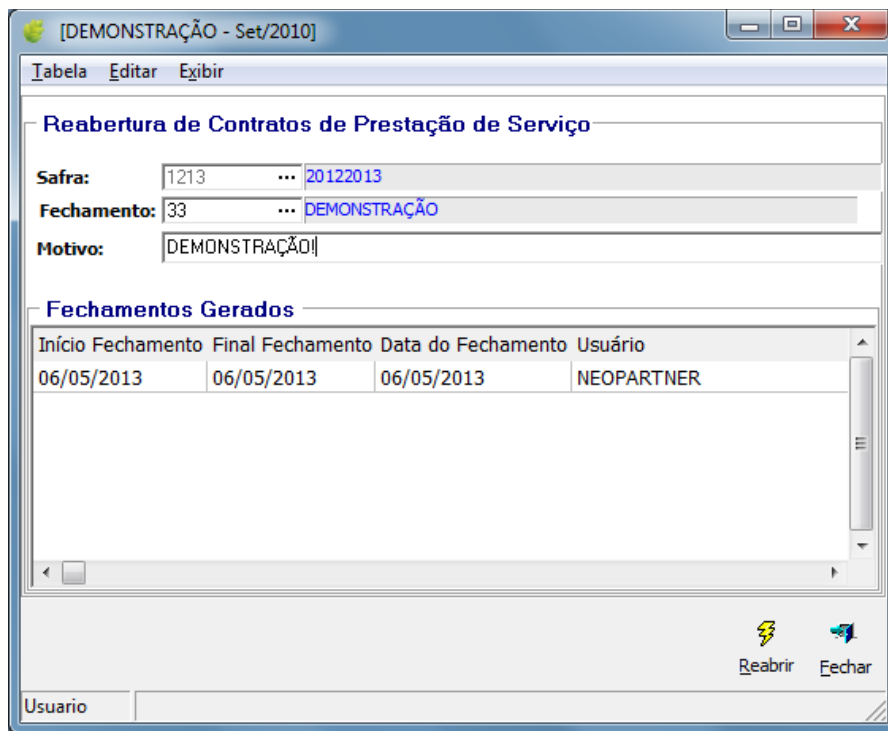 [DEMONSTRAÇÃO - Set/2010]
Tabela Editar Exibir
Reabertura de Contratos de Prestação de Serviço
Safra: 1213 ... 20122013
Fechamento: 33 ... DEMONSTRAÇÃO
Motivo: DEMONSTRAÇÃO!
Fechamentos Gerados
Início Fechamento Final Fechamento Data do Fechamento Usuário
06/05/2013 06/05/2013 06/05/2013 NEOPARTNER
Reabrir Fechar
Usuario